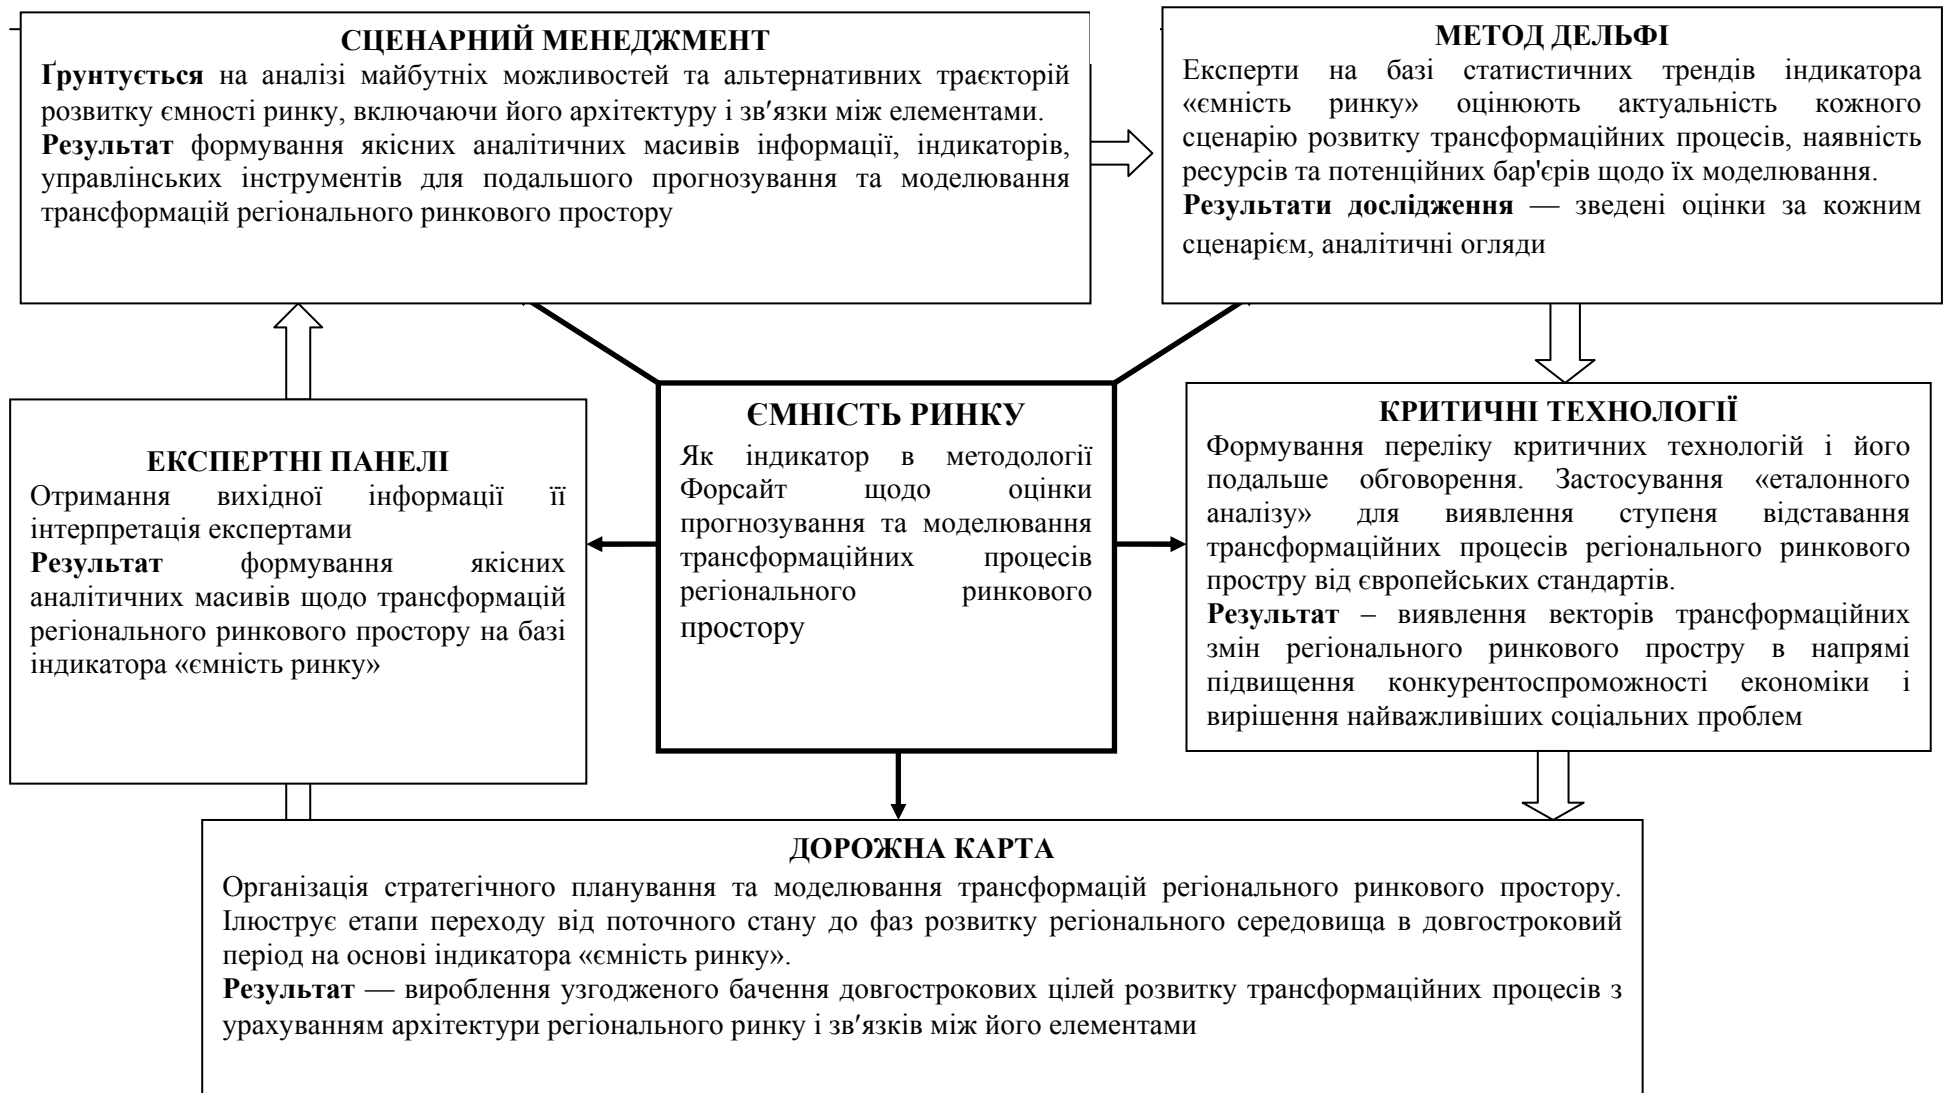 СЦЕНАРНИЙ МЕНЕДЖМЕНТ
Ґрунтується на аналізі майбутніх можливостей та альтернативних траєкторій
розвитку ємності ринку, включаючи його архітектуру і зв′язки між елементами.
Результат формування якісних аналітичних масивів інформації, індикаторів,
управлінських інструментів для подальшого прогнозування та моделювання
трансформацій регіонального ринкового простору
МЕТОД ДЕЛЬФІ
Експерти на базі статистичних трендів індикатора
«ємність ринку» оцінюють актуальність кожного
сценарію розвитку трансформаційних процесів, наявність
ресурсів та потенційних бар'єрів щодо їх моделювання.
Результати дослідження — зведені оцінки за кожним
сценарієм, аналітичні огляди
ЕКСПЕРТНІ ПАНЕЛІ
Отримання вихідної інформації її
інтерпретація експертами
Результат формування якісних
аналітичних масивів щодо трансформацій
регіонального ринкового простору на базі
індикатора «ємність ринку»
ЄМНІСТЬ РИНКУ
Як індикатор в методології
Форсайт щодо оцінки
прогнозування та моделювання
трансформаційних процесів
регіонального ринкового
простору
КРИТИЧНІ ТЕХНОЛОГІЇ
Формування переліку критичних технологій і його
подальше обговорення. Застосування «еталонного
аналізу» для виявлення ступеня відставання
трансформаційних процесів регіонального ринкового
простру від європейських стандартів.
Результат – виявлення векторів трансформаційних
змін регіонального ринкового простру в напрямі
підвищення конкурентоспроможності економіки і
вирішення найважливіших соціальних проблем
ДОРОЖНА КАРТА
Організація стратегічного планування та моделювання трансформацій регіонального ринкового простору.
Ілюструє етапи переходу від поточного стану до фаз розвитку регіонального середовища в довгостроковий
період на основі індикатора «ємність ринку».
Результат — вироблення узгодженого бачення довгострокових цілей розвитку трансформаційних процесів з
урахуванням архітектури регіонального ринку і зв′язків між його елементами